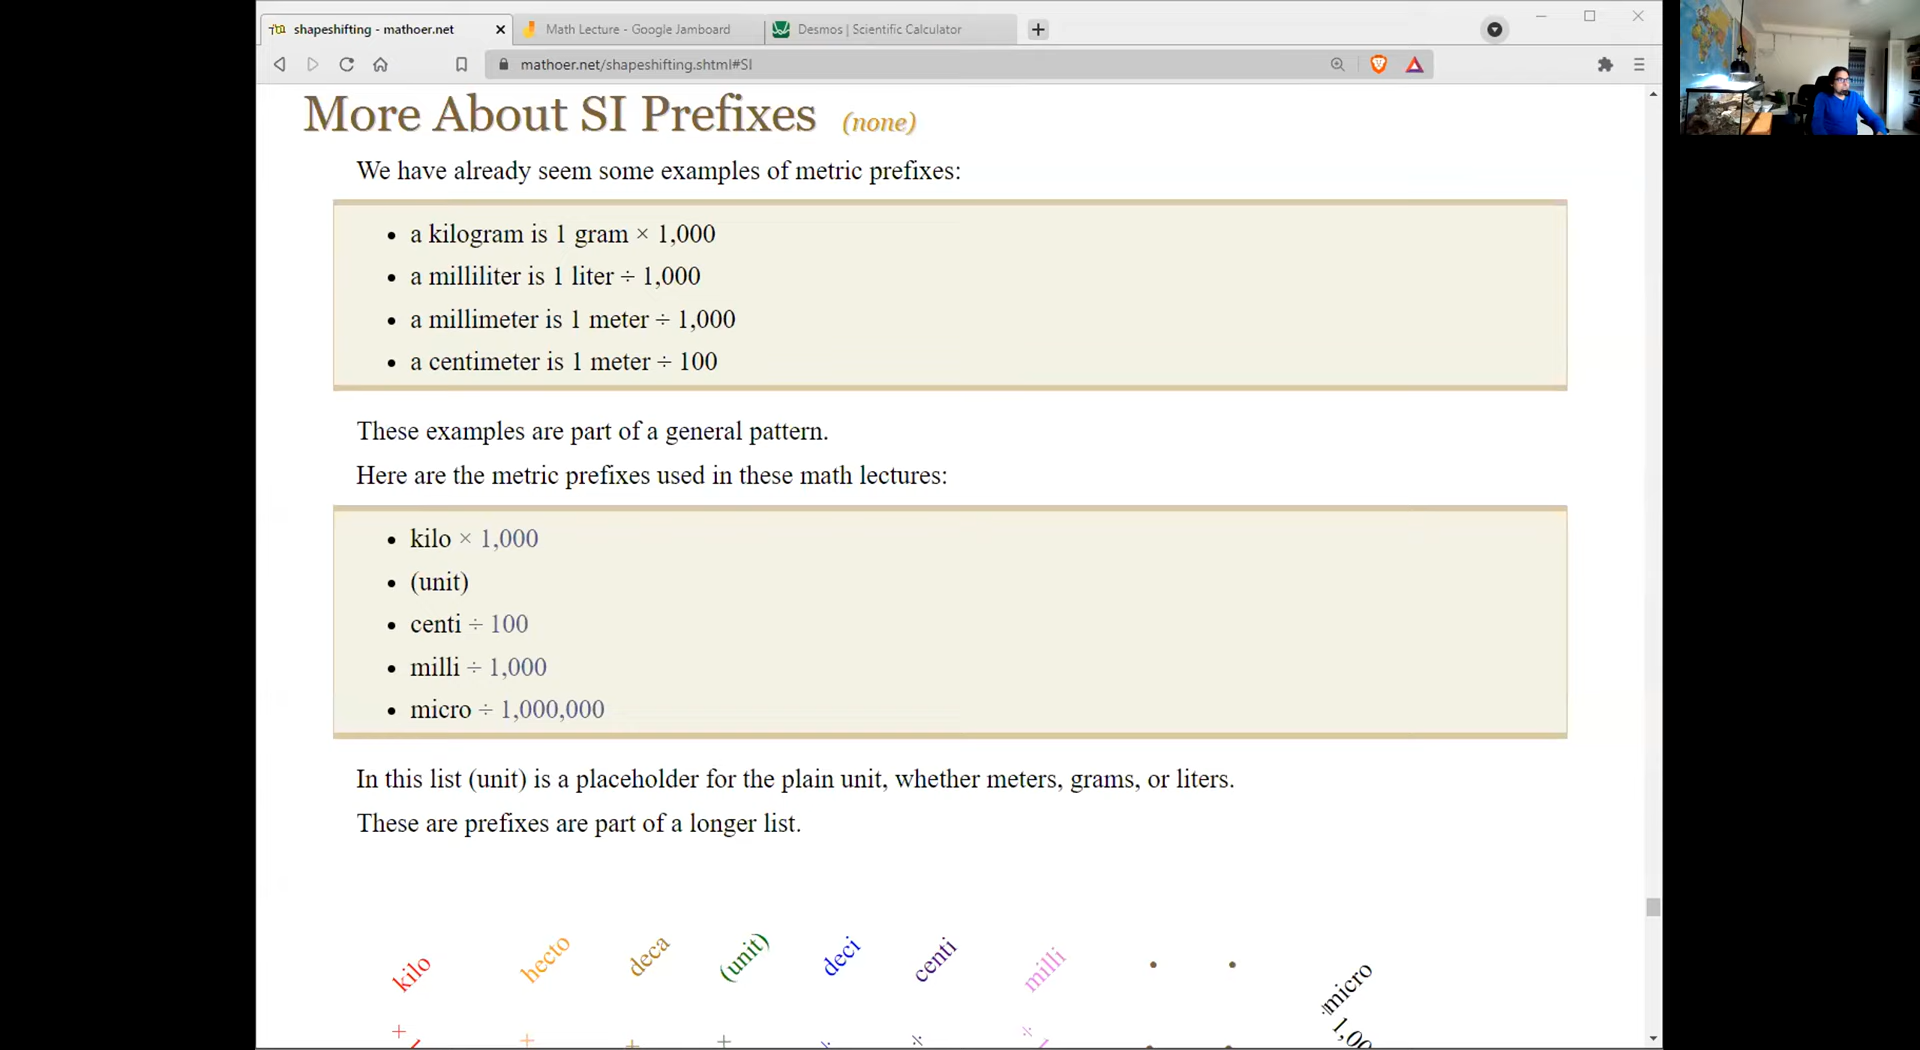 shapeshifting - mathoer.net
Math Lecture - Google Jamboard
Desmos | Scientific Calculator
mathoer.net/shapeshifting.shtml#SI
More About SI Prefixes (none)
We have already seem some examples of metric prefixes:
• a kilogram is 1 gram × 1,000
• a milliliter is 1 liter ÷ 1,000
• a millimeter is 1 meter ÷ 1,000
• a centimeter is 1 meter ÷ 100
These examples are part of a general pattern.
Here are the metric prefixes used in these math lectures:
• kilo × 1,000
• (unit)
• centi ÷ 100
• milli ÷ 1,000
• micro ÷ 1,000,000
In this list (unit) is a placeholder for the plain unit, whether meters, grams, or liters.
These are prefixes are part of a longer list.
kilo hecto deca (unit) deci centi milli • • micro